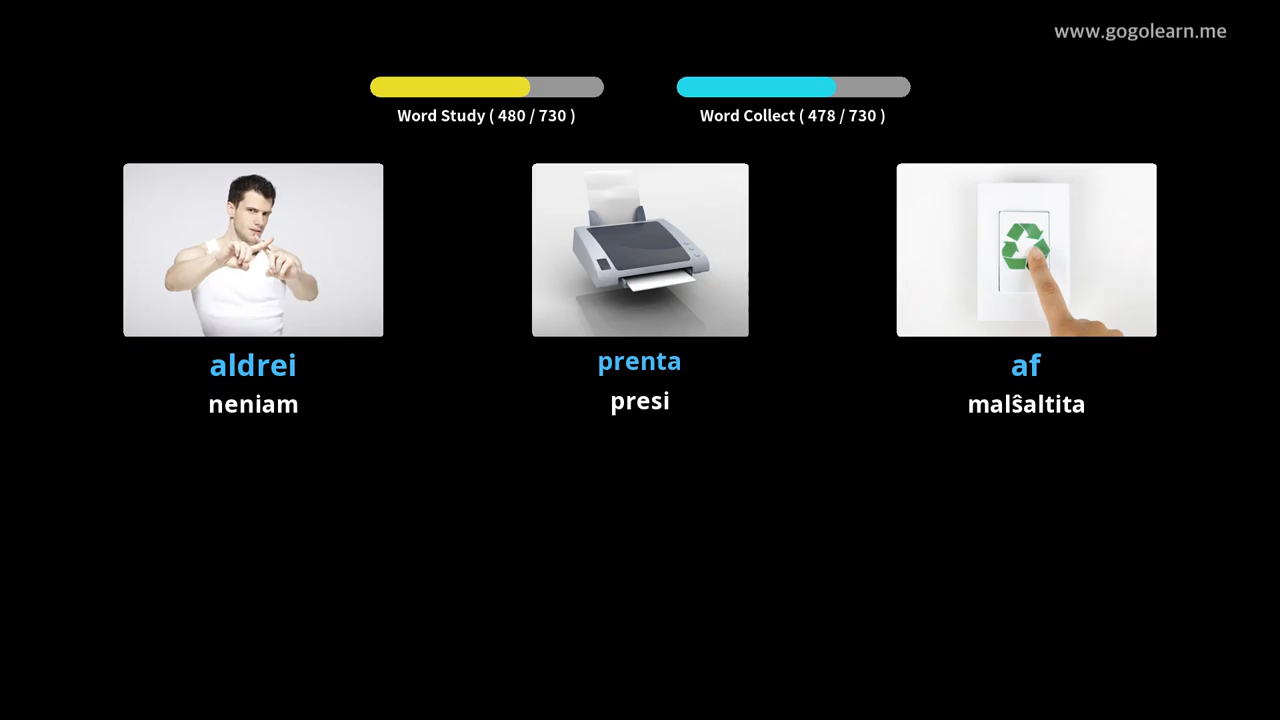 www.gogolearn.me
Word Study ( 480 / 730 )
Word Collect ( 478 / 730 )
aldrei
neniam
prenta
presi
af
malŝaltita